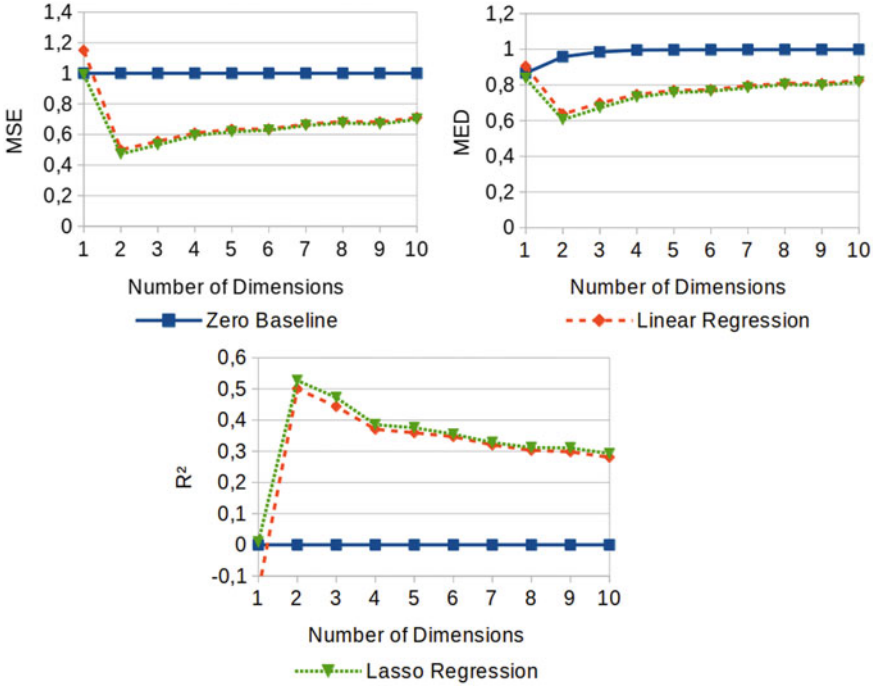 1,4
1,2
1
0,8
0,6
0,4
0,2
0
MSE
1 2 3 4 5 6 7 8 9 10
Number of Dimensions
1,2
1
0,8
0,6
0,4
0,2
0
MED
1 2 3 4 5 6 7 8 9 10
Number of Dimensions
Zero Baseline
Linear Regression
0,6
0,5
0,4
0,3
0,2
0,1
0
-0,1
R²
1 2 3 4 5 6 7 8 9 10
Number of Dimensions
Lasso Regression